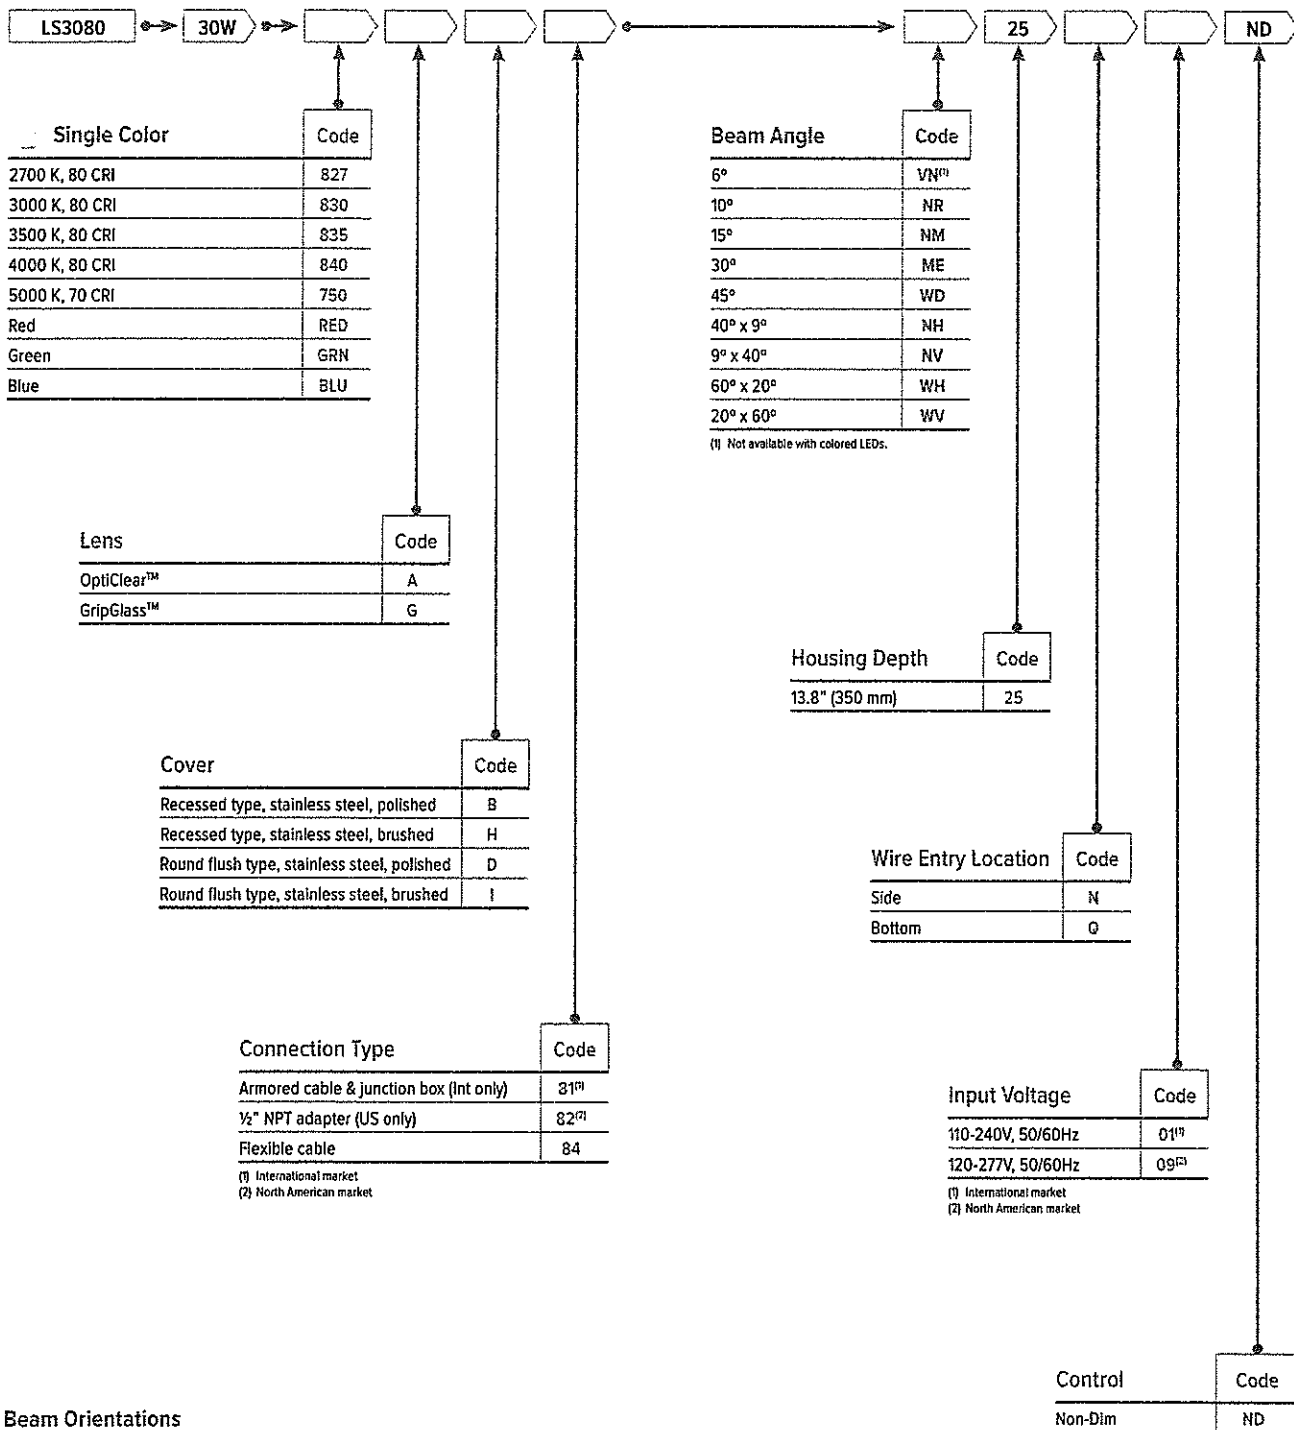 LS3080 30W 25 ND
Single Color Code
2700 K, 80 CRI 827
3000 K, 80 CRI 830
3500 K, 80 CRI 835
4000 K, 80 CRI 840
5000 K, 70 CRI 750
Red RED
Green GRN
Blue BLU
Beam Angle Code
6° VN(1)
10° NR
15° NM
30° ME
45° WD
40° x 9° NH
9° x 40° NV
60° x 20° WH
20° x 60° WV
(1) Not available with colored LEDs.
Lens Code
OptiClear™ A
GripGlass™ G
Housing Depth Code
13.8" (350 mm) 25
Cover Code
Recessed type, stainless steel, polished B
Recessed type, stainless steel, brushed H
Round flush type, stainless steel, polished D
Round flush type, stainless steel, brushed I
Wire Entry Location Code
Side N
Bottom Q
Connection Type Code
Armored cable & junction box (Int only) 81(1)
½" NPT adapter (US only) 82(2)
Flexible cable 84
(1) International market
(2) North American market
Input Voltage Code
110-240V, 50/60Hz 01(1)
120-277V, 50/60Hz 09(2)
(1) International market
(2) North American market
Control Code
Non-Dim ND
Beam Orientations